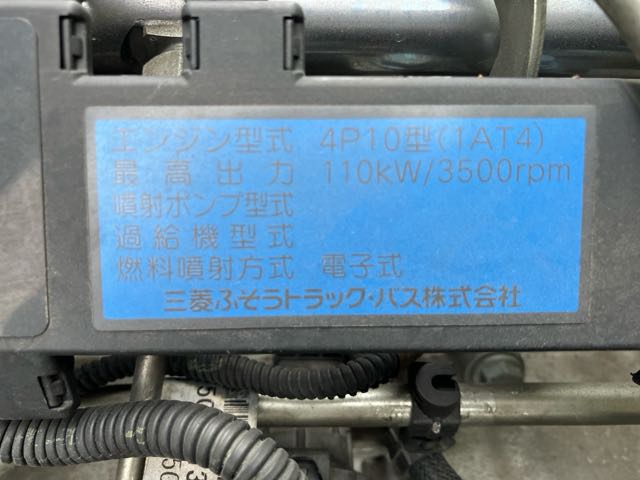 エンジン型式 4P10型(1AT4)
最高出力 110kW/3500rpm
噴射ポンプ型式
過給機型式
燃料噴射方式 電子式
三菱ふそうトラック・バス株式会社